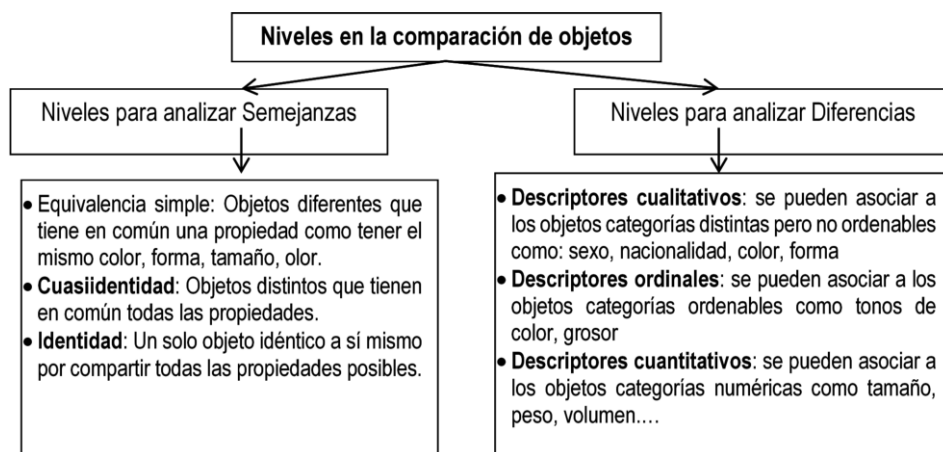 Niveles en la comparación de objetos
Niveles para analizar Semejanzas
Niveles para analizar Diferencias
• Equivalencia simple: Objetos diferentes que
tiene en común una propiedad como tener el
mismo color, forma, tamaño, olor.
• Cuasiidentidad: Objetos distintos que tienen
en común todas las propiedades.
• Identidad: Un solo objeto idéntico a sí mismo
por compartir todas las propiedades posibles.
• Descriptores cualitativos: se pueden asociar a
los objetos categorías distintas pero no ordenables
como: sexo, nacionalidad, color, forma
• Descriptores ordinales: se pueden asociar a los
objetos categorías ordenables como tonos de
color, grosor
• Descriptores cuantitativos: se pueden asociar a
los objetos categorías numéricas como tamaño,
peso, volumen....